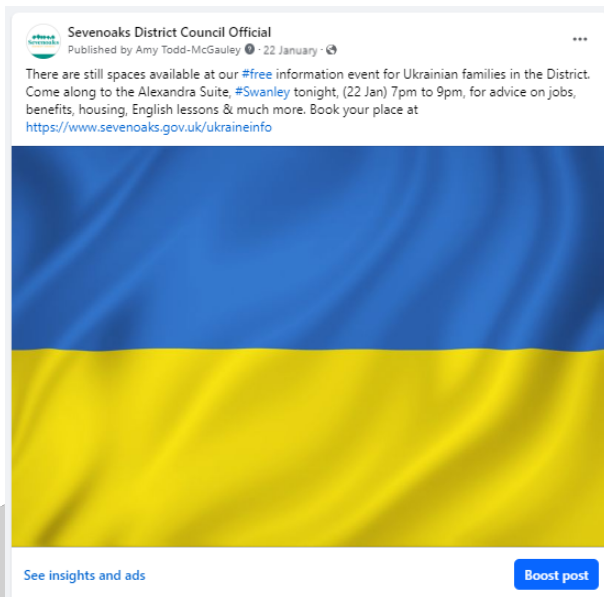 Sevenoaks District Council Official
Published by Amy Todd-McGauley · 22 January ·
There are still spaces available at our #free information event for Ukrainian families in the District.
Come along to the Alexandra Suite, #Swanley tonight, (22 Jan) 7pm to 9pm, for advice on jobs,
benefits, housing, English lessons & much more. Book your place at
https://www.sevenoaks.gov.uk/ukraineinfo
See insights and ads
Boost post